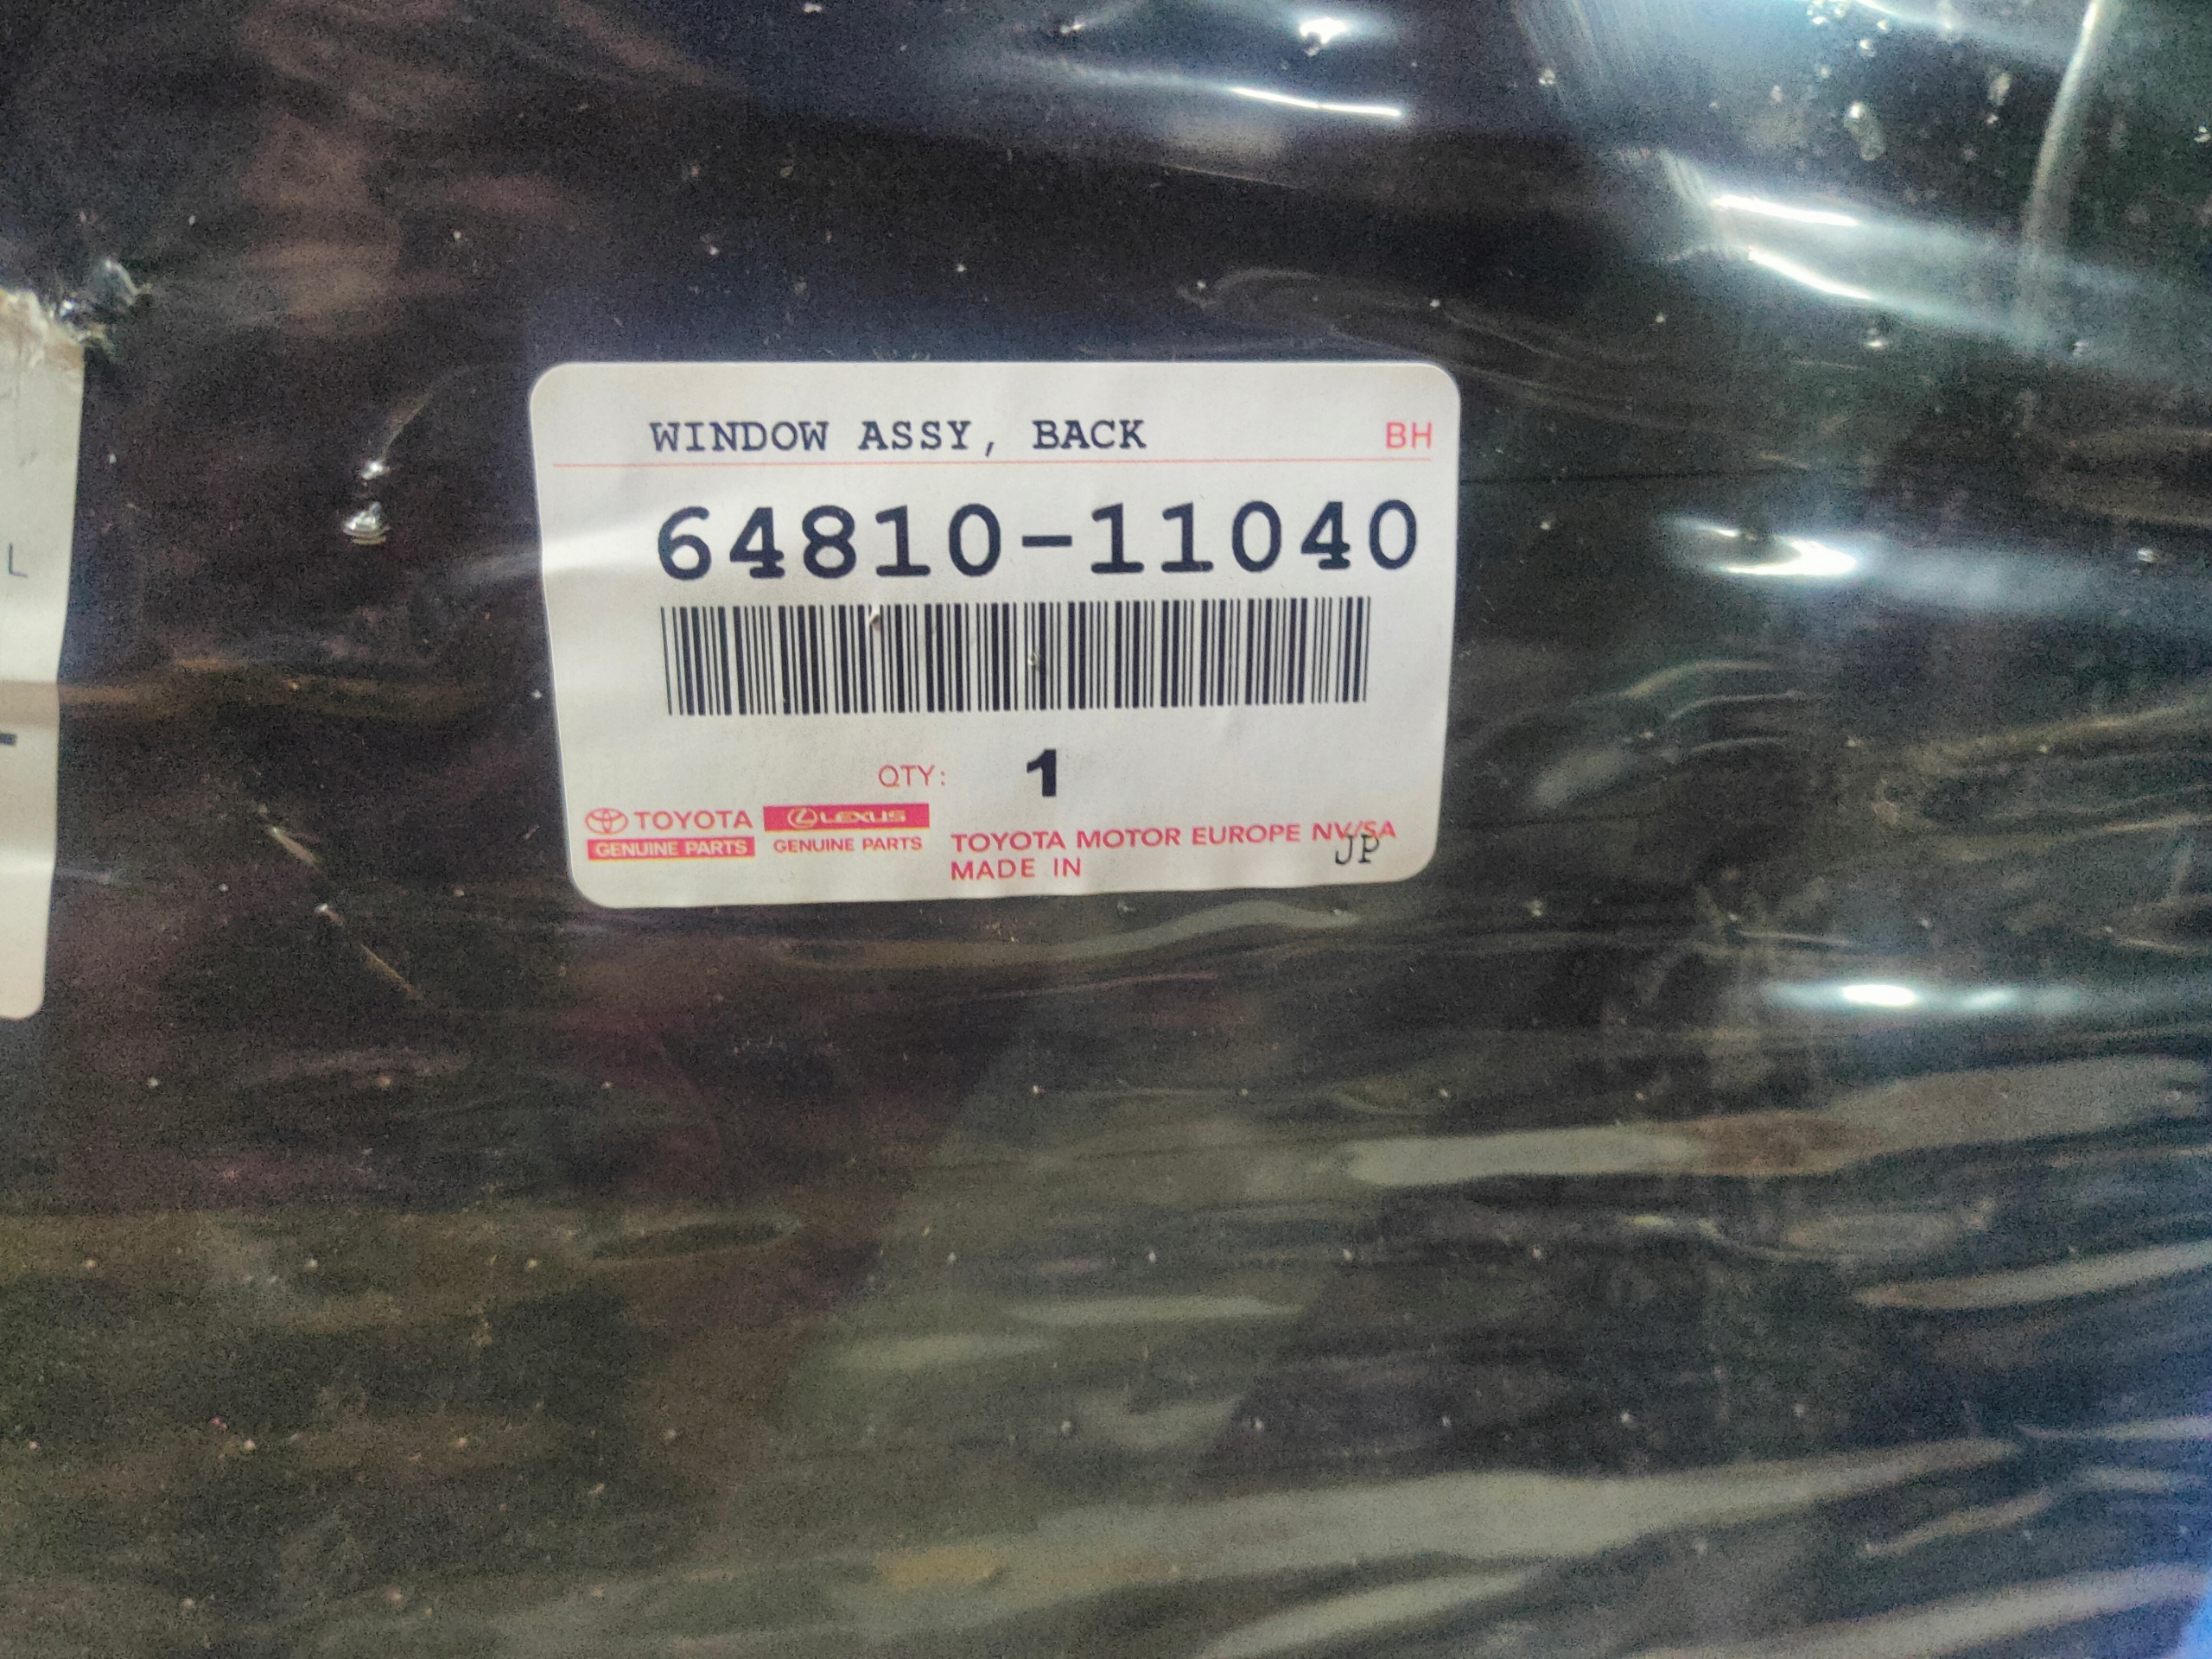 WINDOW ASSY, BACK BH
64810-11040
QTY: 1
TOYOTA LEXUS
GENUINE PARTS GENUINE PARTS
TOYOTA MOTOR EUROPE NV/SA
MADE IN JP
L